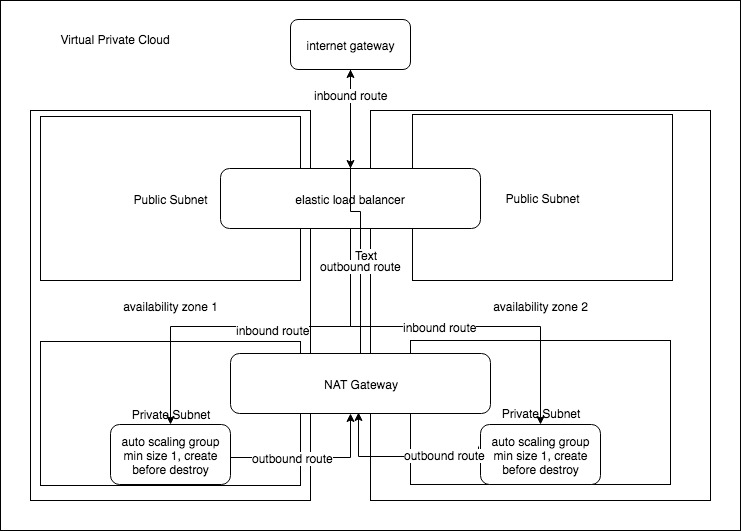 Virtual Private Cloud
internet gateway
inbound route
Public Subnet
elastic load balancer
Public Subnet
Text
outbound route
availability zone 1
availability zone 2
inbound route
inbound route
NAT Gateway
Private Subnet
Private Subnet
auto scaling group
min size 1, create
before destroy
outbound route
outbound route
auto scaling group
min size 1, create
before destroy